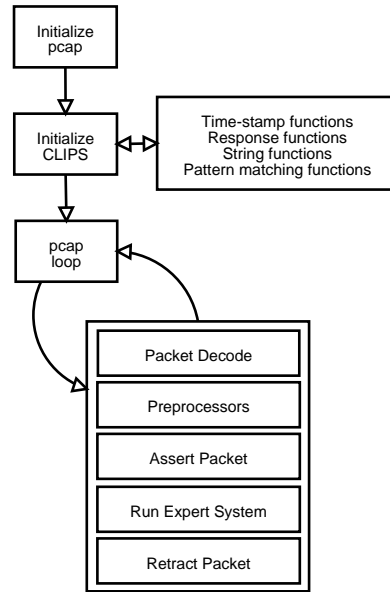 Initialize
pcap
Initialize
CLIPS
Time-stamp functions
Response functions
String functions
Pattern matching functions
pcap
loop
Packet Decode
Preprocessors
Assert Packet
Run Expert System
Retract Packet